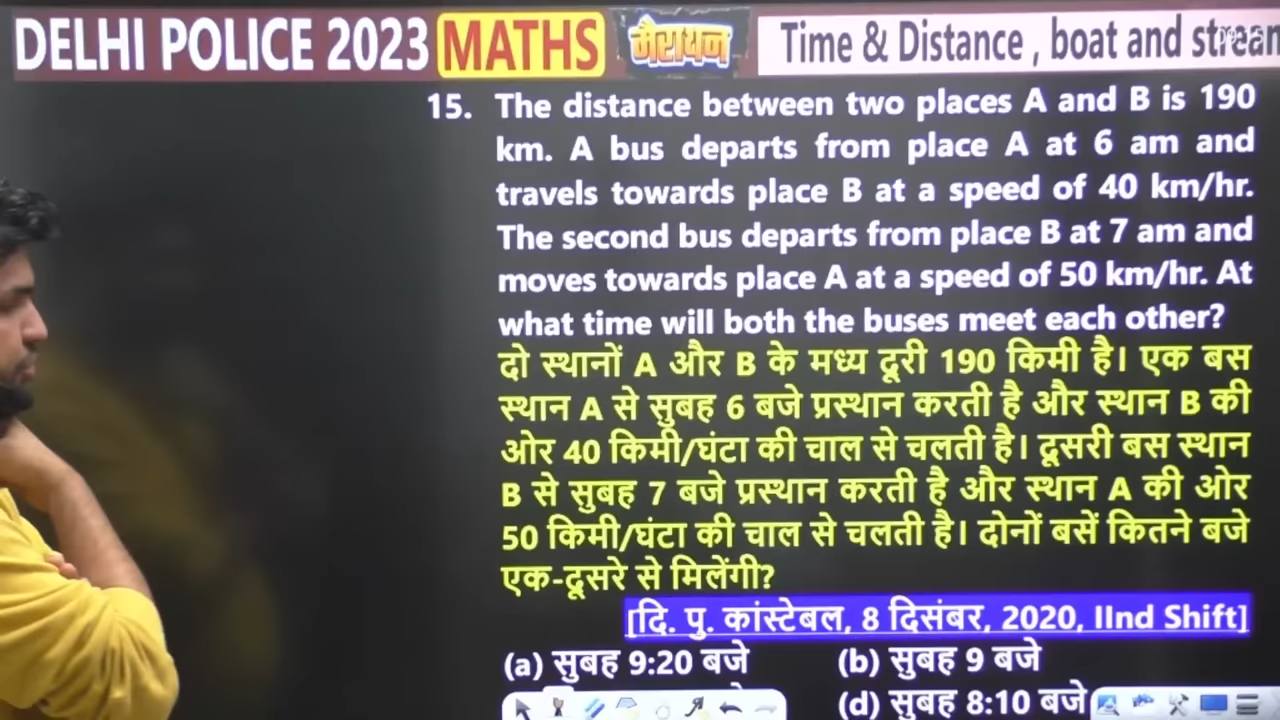 DELHI POLICE 2023 MATHS मैराथन Time & Distance , boat and stream
15. The distance between two places A and B is 190
km. A bus departs from place A at 6 am and
travels towards place B at a speed of 40 km/hr.
The second bus departs from place B at 7 am and
moves towards place A at a speed of 50 km/hr. At
what time will both the buses meet each other?
दो स्थानों A और B के मध्य दूरी 190 किमी है। एक बस
स्थान A से सुबह 6 बजे प्रस्थान करती है और स्थान B की
ओर 40 किमी/घंटा की चाल से चलती है। दूसरी बस स्थान
B से सुबह 7 बजे प्रस्थान करती है और स्थान A की ओर
50 किमी/घंटा की चाल से चलती है। दोनों बसें कितने बजे
एक-दूसरे से मिलेंगी?
[दि. पु. कांस्टेबल, 8 दिसंबर, 2020, IInd Shift]
(a) सुबह 9:20 बजे (b) सुबह 9 बजे
(d) सुबह 8:10 बजे